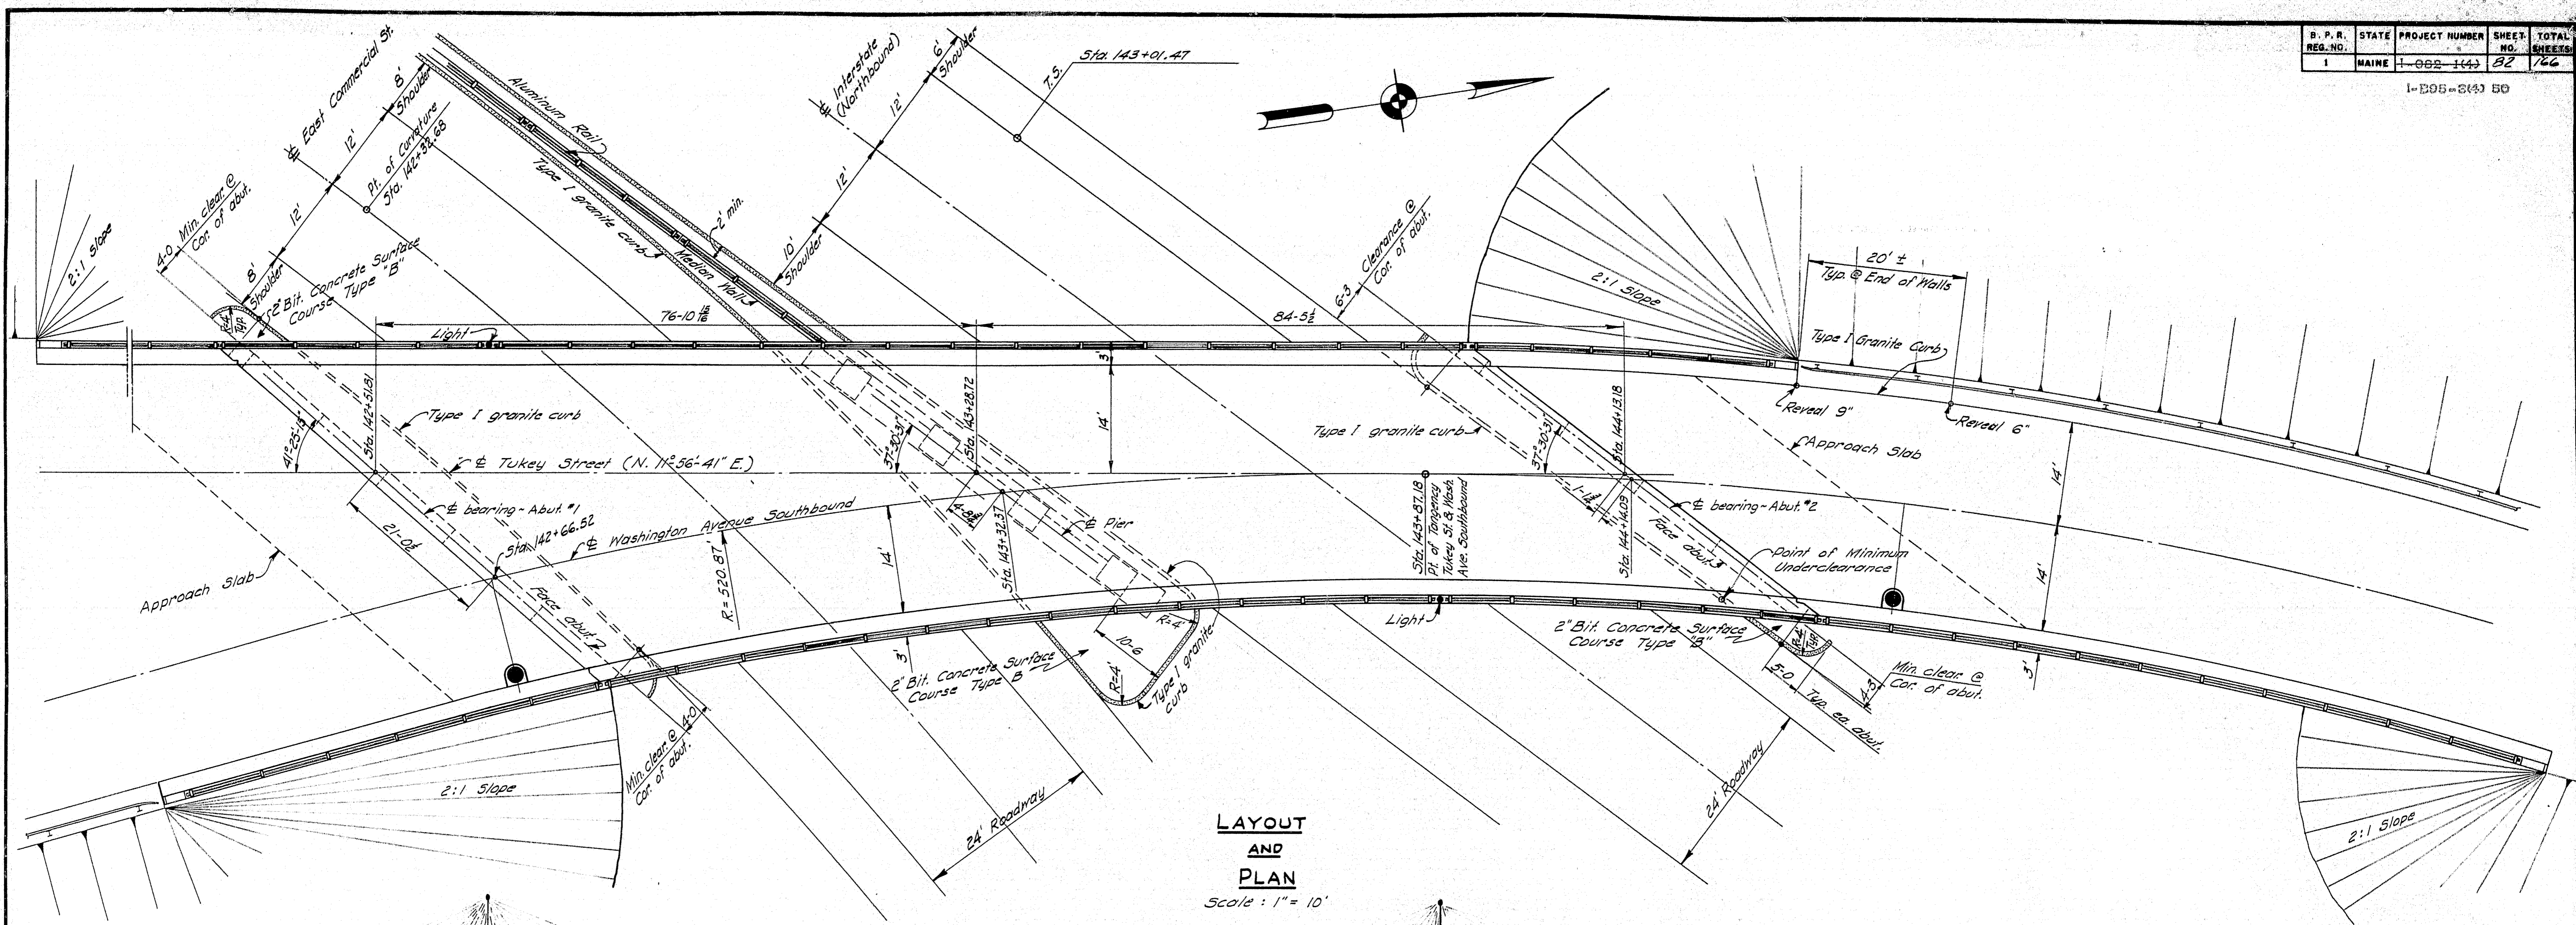 B. P. R. REG. NO.
STATE
PROJECT NUMBER
SHEET NO.
TOTAL SHEETS
1
MAINE
I-082-1(4)
82
166
I-B95-2(4) 50
℄ East Commercial St.
8'
Shoulder
12'
12'
8'
Shoulder
Pt. of Curvature
Sta. 142+32.68
4-0 Min. clear. @
Cor. of abut.
2:1 Slope
2" Bit. Concrete Surface
Course Type "B"
R=4'
Typ.
Aluminum Rail
Type I granite curb
Median Wall
2' min.
℄ Interstate
(Northbound)
6'
Shoulder
12'
12'
10'
Shoulder
T.S.
Sta. 143+01.47
6-3 Clearance @
Cor. of abut.
2:1 Slope
20' ±
Typ. @ End of Walls
Type I Granite Curb
Reveal 9"
Reveal 6"
76-10 15/16
84-5½
Light
3'
14'
Sta. 142+51.81
Sta. 143+28.72
Sta. 144+13.18
41°-25'-15"
37°-30'-31"
37°-30'-31"
Type I granite curb
Type I granite curb
℄ Tukey Street (N. 11°-56'-41" E.)
Approach Slab
14'
14'
℄ bearing~Abut. #1
21-0½
Sta. 142+66.52
℄ Washington Avenue Southbound
R = 520.87'
14'
Sta. 143+32.37
℄ Pier
Sta. 143+87.18
Pt. of Tangency
Tukey St. & Wash.
Ave. Southbound
Sta. 144+14.09
℄ bearing~Abut. #2
Face abut.
Point of Minimum
Underclearance
Approach Slab
Face abut.
3'
2" Bit. Concrete Surface
Course Type B
10-6
R=4'
R=4'
Type I granite
curb
Light
2" Bit. Concrete Surface
Course Type "B"
R=4'
Typ.
5-0
Typ. ea. abut.
4-3
Min. clear. @
Cor. of abut.
3'
Min. clear. @
Cor. of abut.
4-0
2:1 Slope
24' Roadway
24' Roadway
2:1 Slope
LAYOUT
AND
PLAN
Scale : 1" = 10'